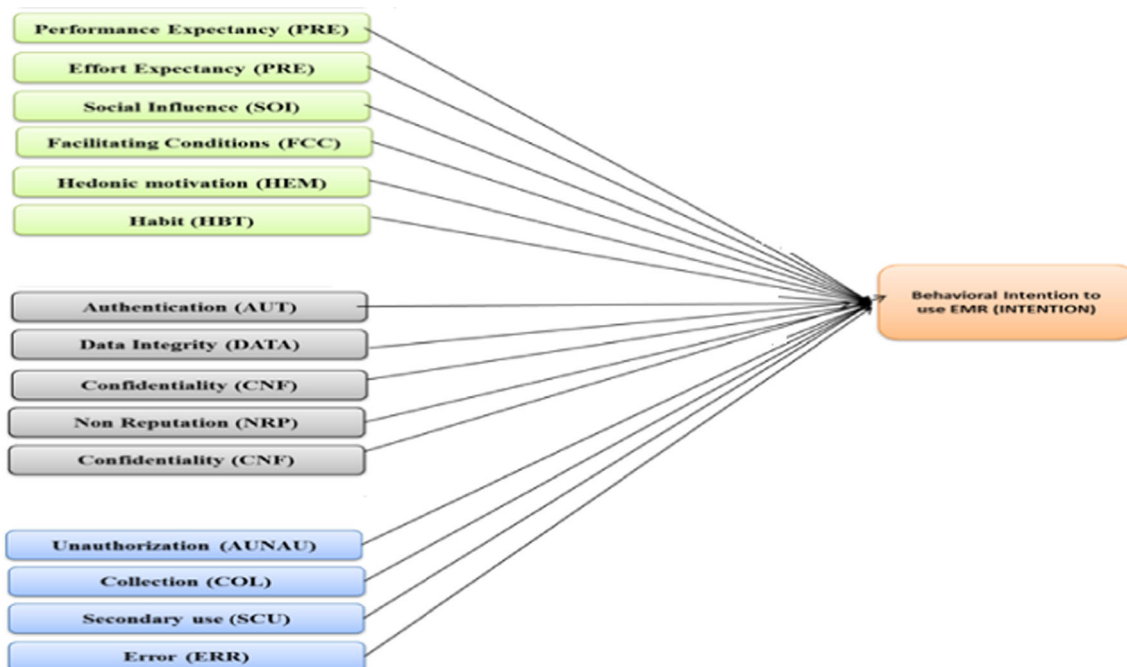 Performance Expectancy (PRE)
Effort Expectancy (PRE)
Social Influence (SOI)
Facilitating Conditions (FCC)
Hedonic motivation (HEM)
Habit (HBT)
Authentication (AUT)
Data Integrity (DATA)
Confidentiality (CNF)
Non Reputation (NRP)
Confidentiality (CNF)
Unauthorization (AUNAU)
Collection (COL)
Secondary use (SCU)
Error (ERR)
Behavioral Intention to
use EMR (INTENTION)